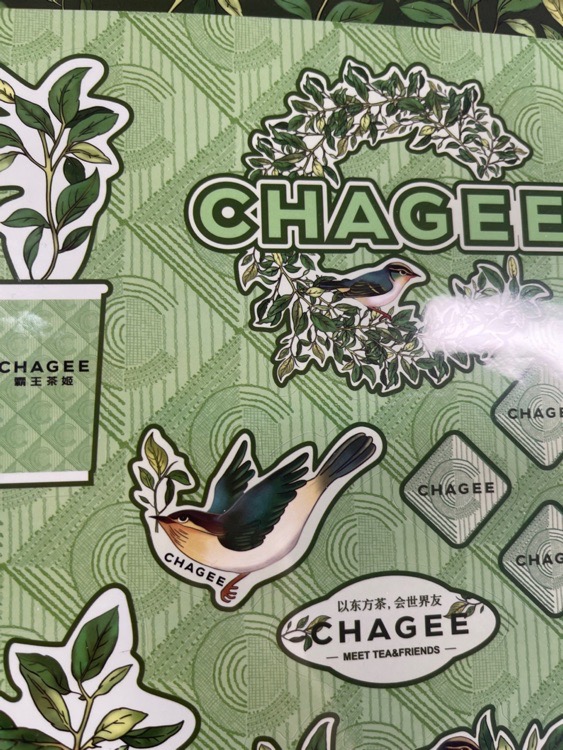 CHAGEE
CHAGEE
霸王茶姬
CHAGEE
CHAGEE
CHAGEE
以东方茶,会世界友
CHAGEE
— MEET TEA&FRIENDS —